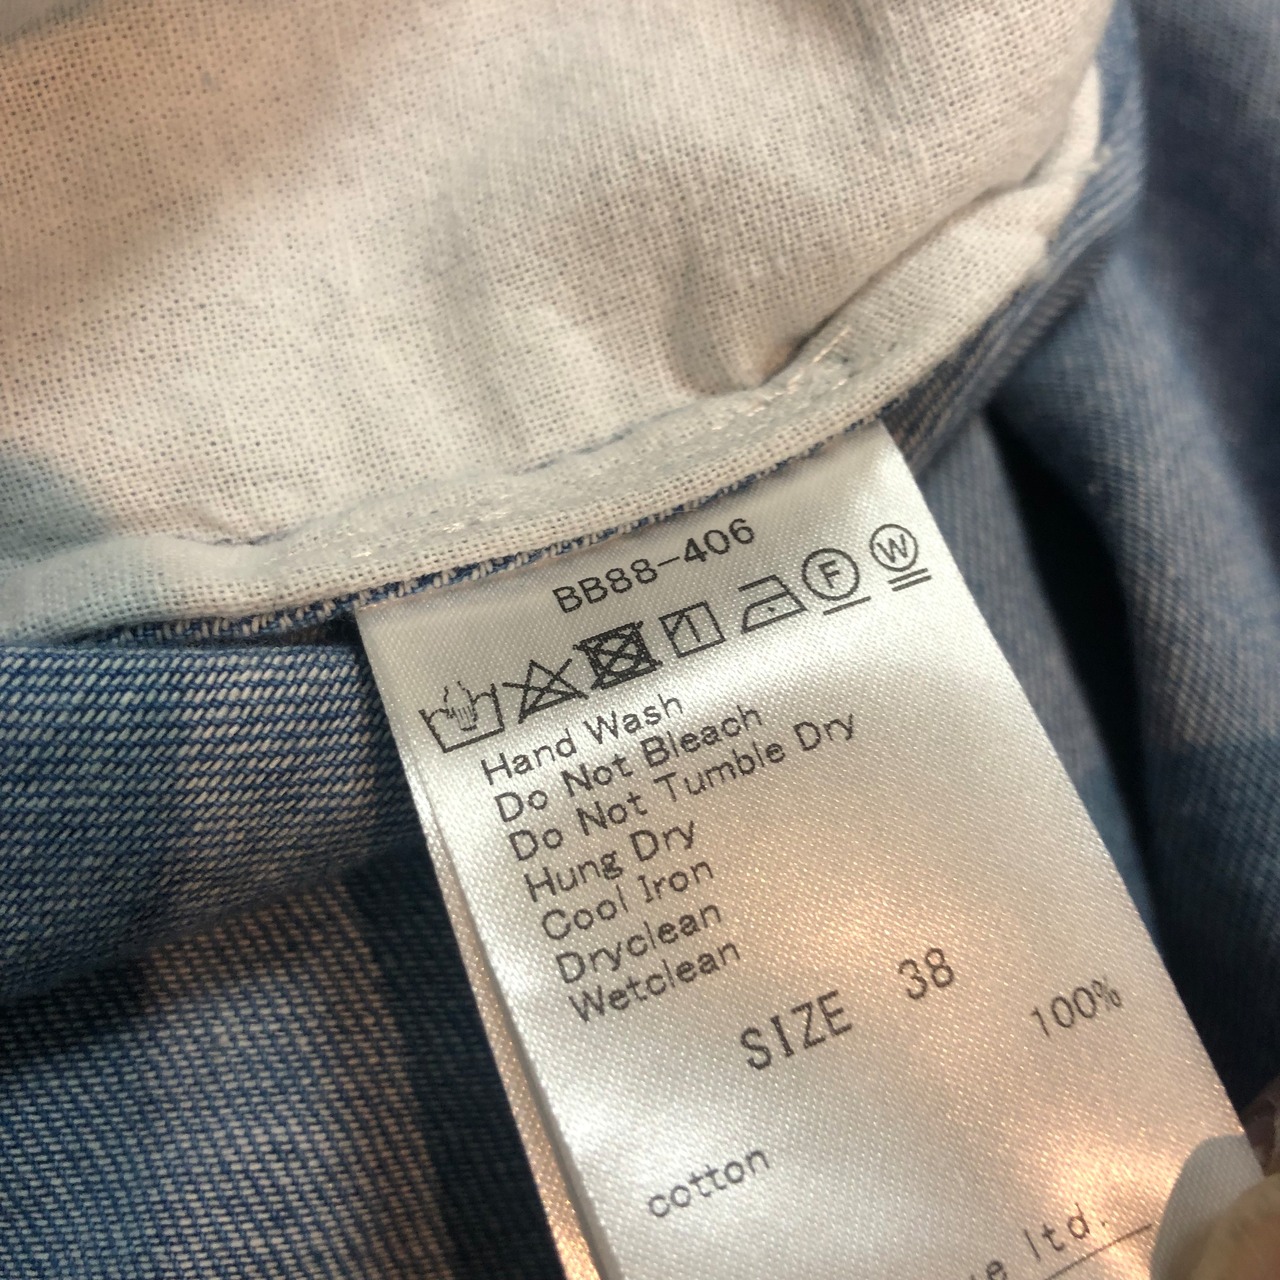 BB88-406
F W
Hand Wash
Do Not Bleach
Do Not Tumble Dry
Hung Dry
Cool Iron
Dryclean
Wetclean
SIZE 38
100%
cotton
ltd.